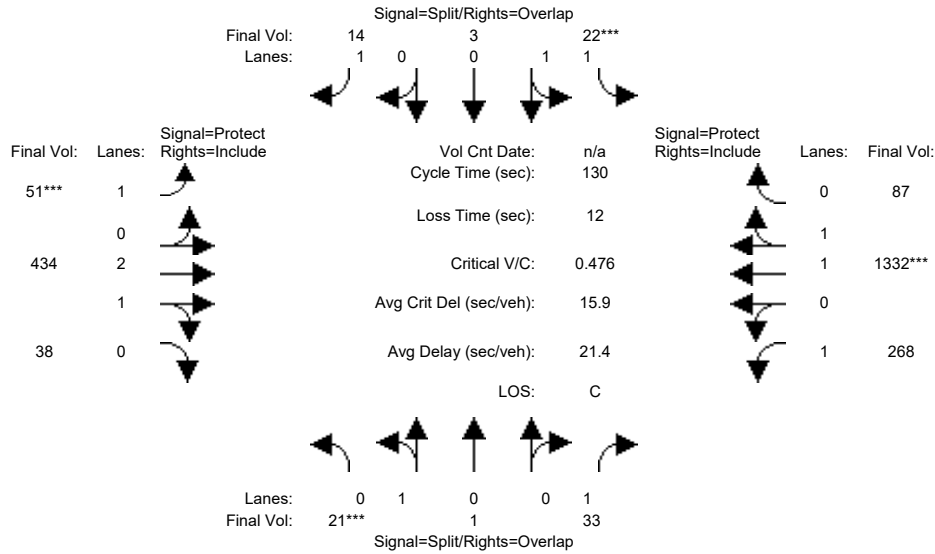 Signal=Split/Rights=Overlap
Final Vol: 14 3 22***
Lanes: 1 0 0 1 1
Signal=Protect Signal=Protect
Final Vol: Lanes: Rights=Include Vol Cnt Date: n/a Rights=Include Lanes: Final Vol:
Cycle Time (sec): 130
51*** 1 0 87
Loss Time (sec): 12
0 1
434 2 Critical V/C: 0.476 1 1332***
1 Avg Crit Del (sec/veh): 15.9 0
38 0 Avg Delay (sec/veh): 21.4 1 268
LOS: C
Lanes: 0 1 0 0 1
Final Vol: 21*** 1 33
Signal=Split/Rights=Overlap